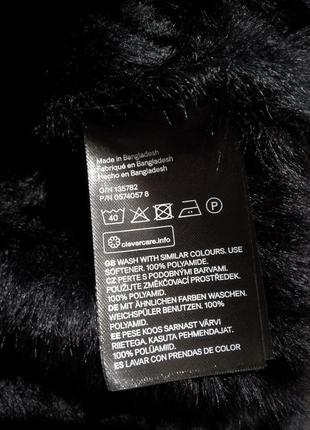 Made in Bangladesh
Fabriqué en Bangladesh
Hecho en Bangladesh
O/N 135782
P/N 0574057 8
40
P
clevercare.info
GB WASH WITH SIMILAR COLOURS. USE
SOFTENER. 100% POLYAMIDE.
CZ PERTE S PODOBNÝMI BARVAMI.
POUŽIJTE ZMĚKČOVACÍ PROSTŘEDEK.
100% POLYAMID.
DE MIT ÄHNLICHEN FARBEN WASCHEN.
WEICHSPÜLER BENUTZEN. 100%
POLYAMID.
EE PESE KOOS SARNAST VÄRVI
RIIETEGA. KASUTA PEHMENDAJAT.
100% POLÜAMIID.
ES LAVAR CON PRENDAS DE COLOR